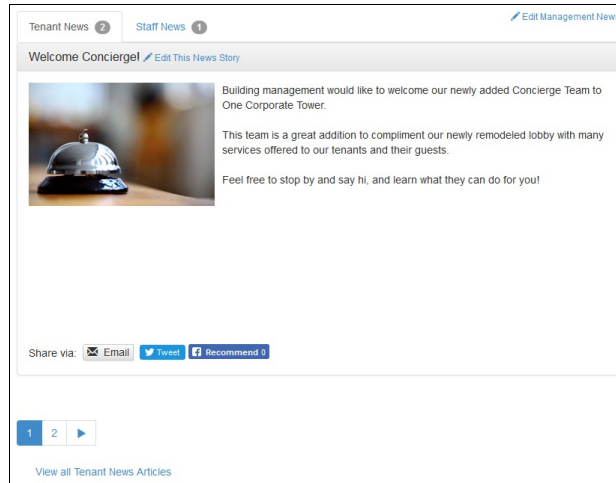 Tenant News 2 Staff News 1 Edit Management New
Welcome Concierge! Edit This News Story
Building management would like to welcome our newly added Concierge Team to
One Corporate Tower.
This team is a great addition to compliment our newly remodeled lobby with many
services offered to our tenants and their guests.
Feel free to stop by and say hi, and learn what they can do for you!
Share via: Email Tweet Recommend 0
1 2
View all Tenant News Articles